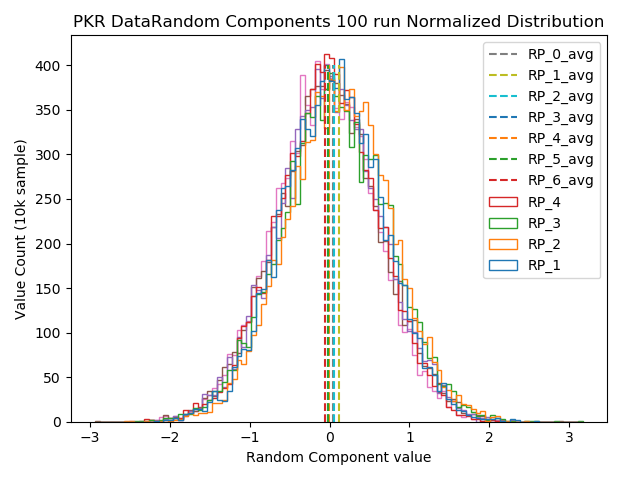 PKR DataRandom Components 100 run Normalized Distribution
Value Count (10k sample)
400
350
300
250
200
150
100
50
0
−3 −2 −1 0 1 2 3
Random Component value
RP_0_avg
RP_1_avg
RP_2_avg
RP_3_avg
RP_4_avg
RP_5_avg
RP_6_avg
RP_4
RP_3
RP_2
RP_1